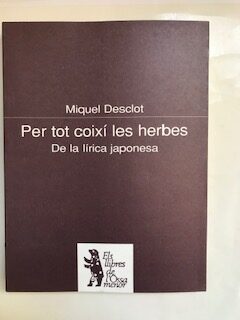 Miquel Desclot
Per tot coixí les herbes
De la lírica japonesa
Els
llibres
de
l'Óssa
menor